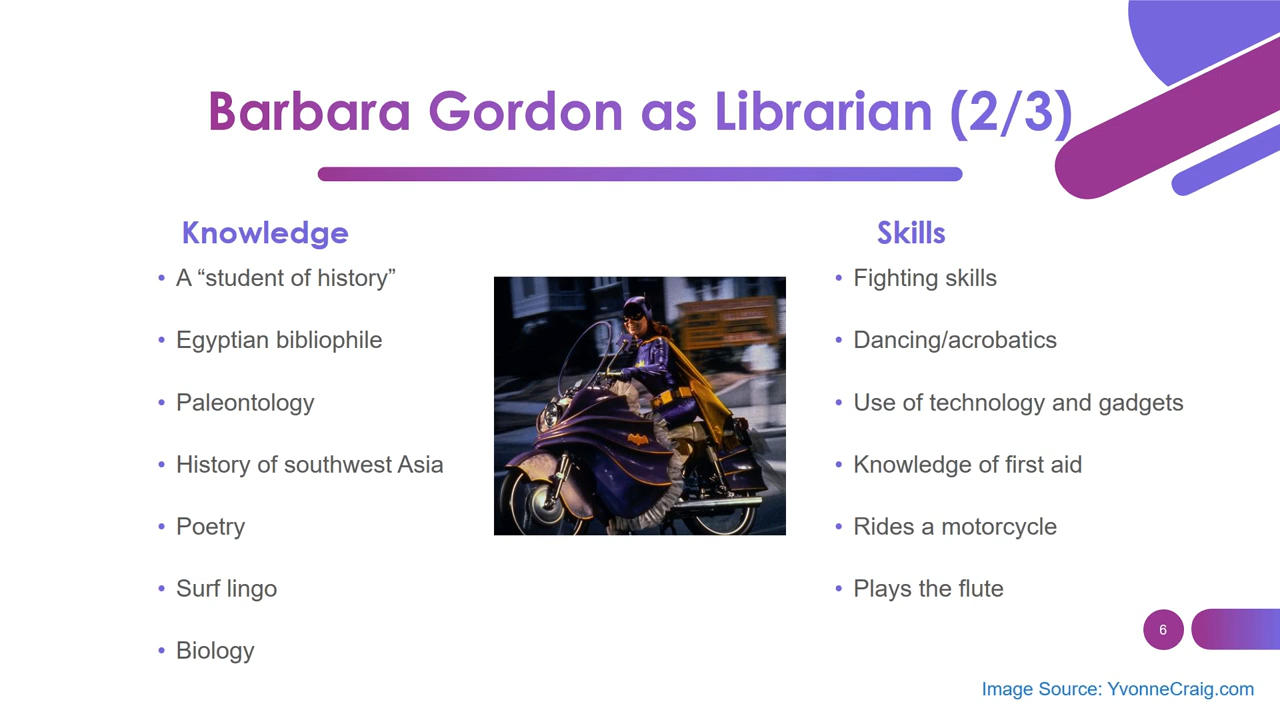 Barbara Gordon as Librarian (2/3)
Knowledge
• A “student of history”
• Egyptian bibliophile
• Paleontology
• History of southwest Asia
• Poetry
• Surf lingo
• Biology
Skills
• Fighting skills
• Dancing/acrobatics
• Use of technology and gadgets
• Knowledge of first aid
• Rides a motorcycle
• Plays the flute
6
Image Source: YvonneCraig.com